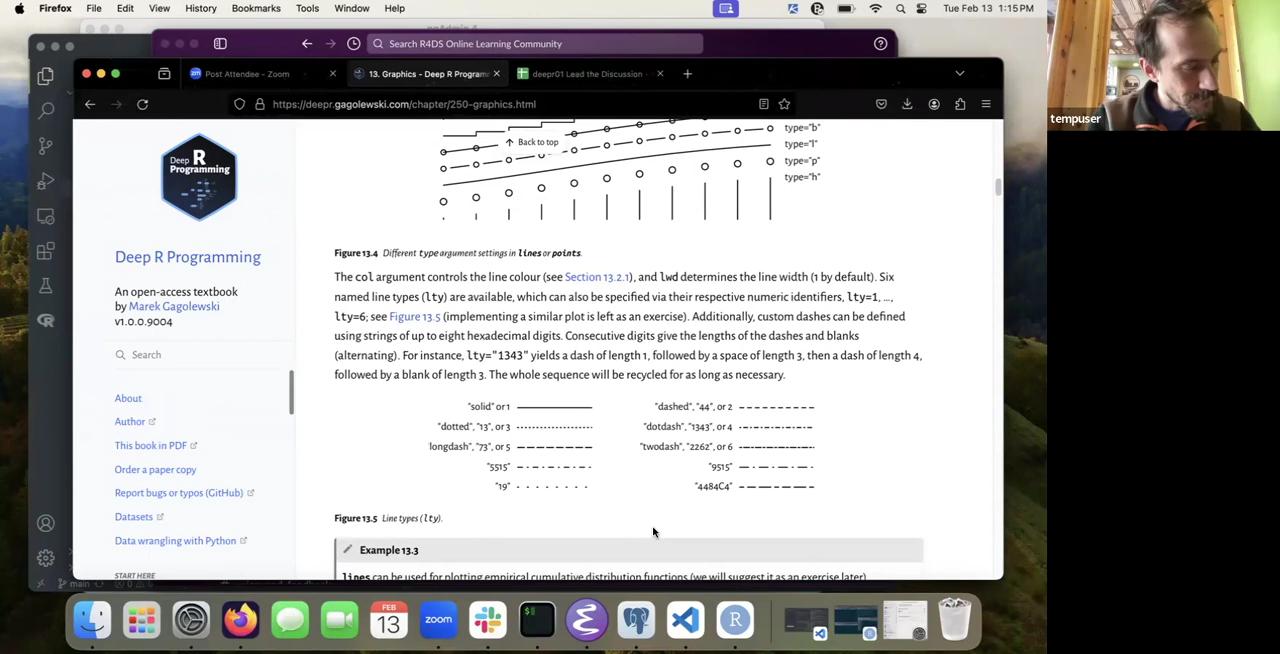 Firefox File Edit View History Bookmarks Tools Window Help Tue Feb 13 1:15 PM
Search R4DS Online Learning Community
Post Attendee - Zoom
13. Graphics - Deep R Program
deepr01 Lead the Discussion
https://deepr.gagolewski.com/chapter/250-graphics.html
tempuser
Back to top
type="b"
type="l"
type="p"
type="h"
Deep R Programming
Deep R Programming
An open-access textbook
by Marek Gagolewski
v1.0.0.9004
Search
About
Author
This book in PDF
Order a paper copy
Report bugs or typos (GitHub)
Datasets
Data wrangling with Python
START HERE
Figure 13.4 Different type argument settings in lines or points.
The col argument controls the line colour (see Section 13.2.1), and lwd determines the line width (1 by default). Six
named line types (lty) are available, which can also be specified via their respective numeric identifiers, lty=1, …,
lty=6; see Figure 13.5 (implementing a similar plot is left as an exercise). Additionally, custom dashes can be defined
using strings of up to eight hexadecimal digits. Consecutive digits give the lengths of the dashes and blanks
(alternating). For instance, lty="1343" yields a dash of length 1, followed by a space of length 3, then a dash of length 4,
followed by a blank of length 3. The whole sequence will be recycled for as long as necessary.
"solid" or 1 "dashed", "44", or 2
"dotted", "13", or 3 "dotdash", "1343", or 4
longdash", "73", or 5 "twodash", "2262", or 6
"5515" "9515"
"19" "4484C4"
Figure 13.5 Line types (lty).
Example 13.3
lines can be used for plotting empirical cumulative distribution functions (we will suggest it as an exercise later)
main
FEB
13
zoom